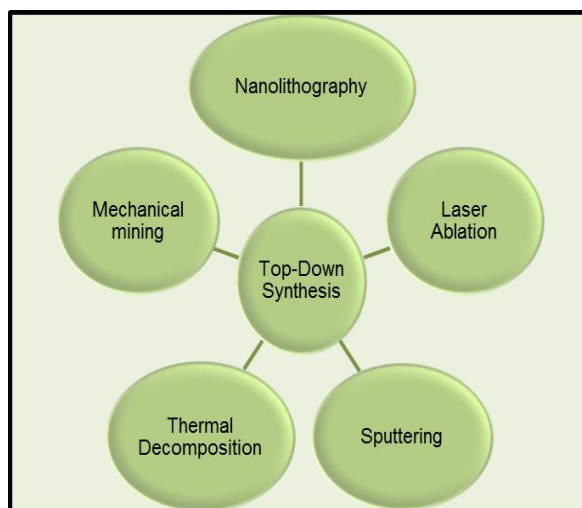 Nanolithography
Mechanical
mining
Laser
Ablation
Top-Down
Synthesis
Thermal
Decomposition
Sputtering